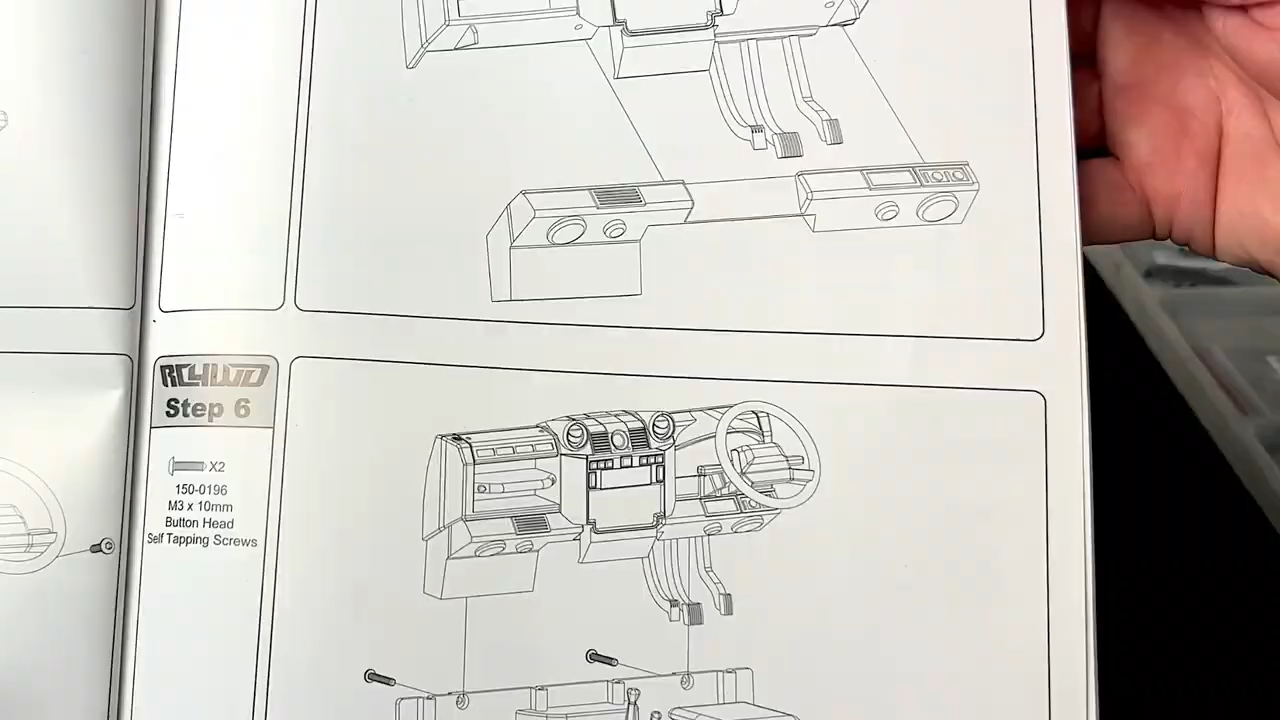 RC4WD
Step 6
X2
150-0196
M3 x 10mm
Button Head
Self Tapping Screws